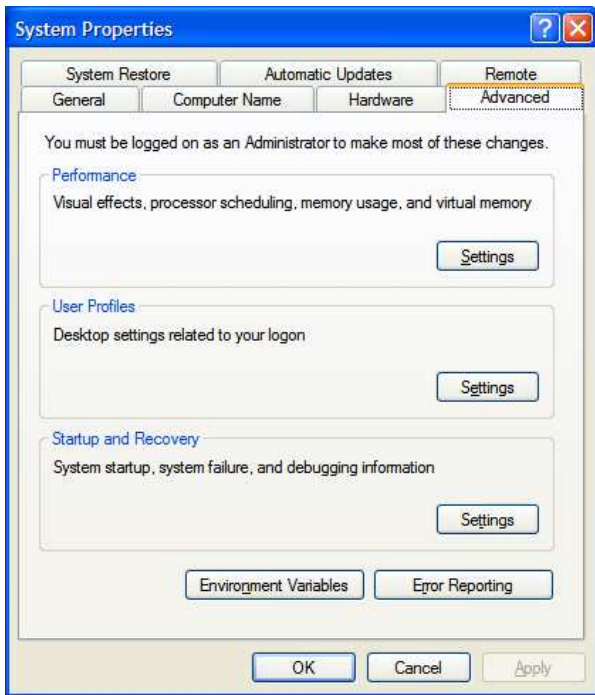 System Properties
System Restore Automatic Updates Remote
General Computer Name Hardware Advanced
You must be logged on as an Administrator to make most of these changes.
Performance
Visual effects, processor scheduling, memory usage, and virtual memory
Settings
User Profiles
Desktop settings related to your logon
Settings
Startup and Recovery
System startup, system failure, and debugging information
Settings
Environment Variables Error Reporting
OK Cancel Apply